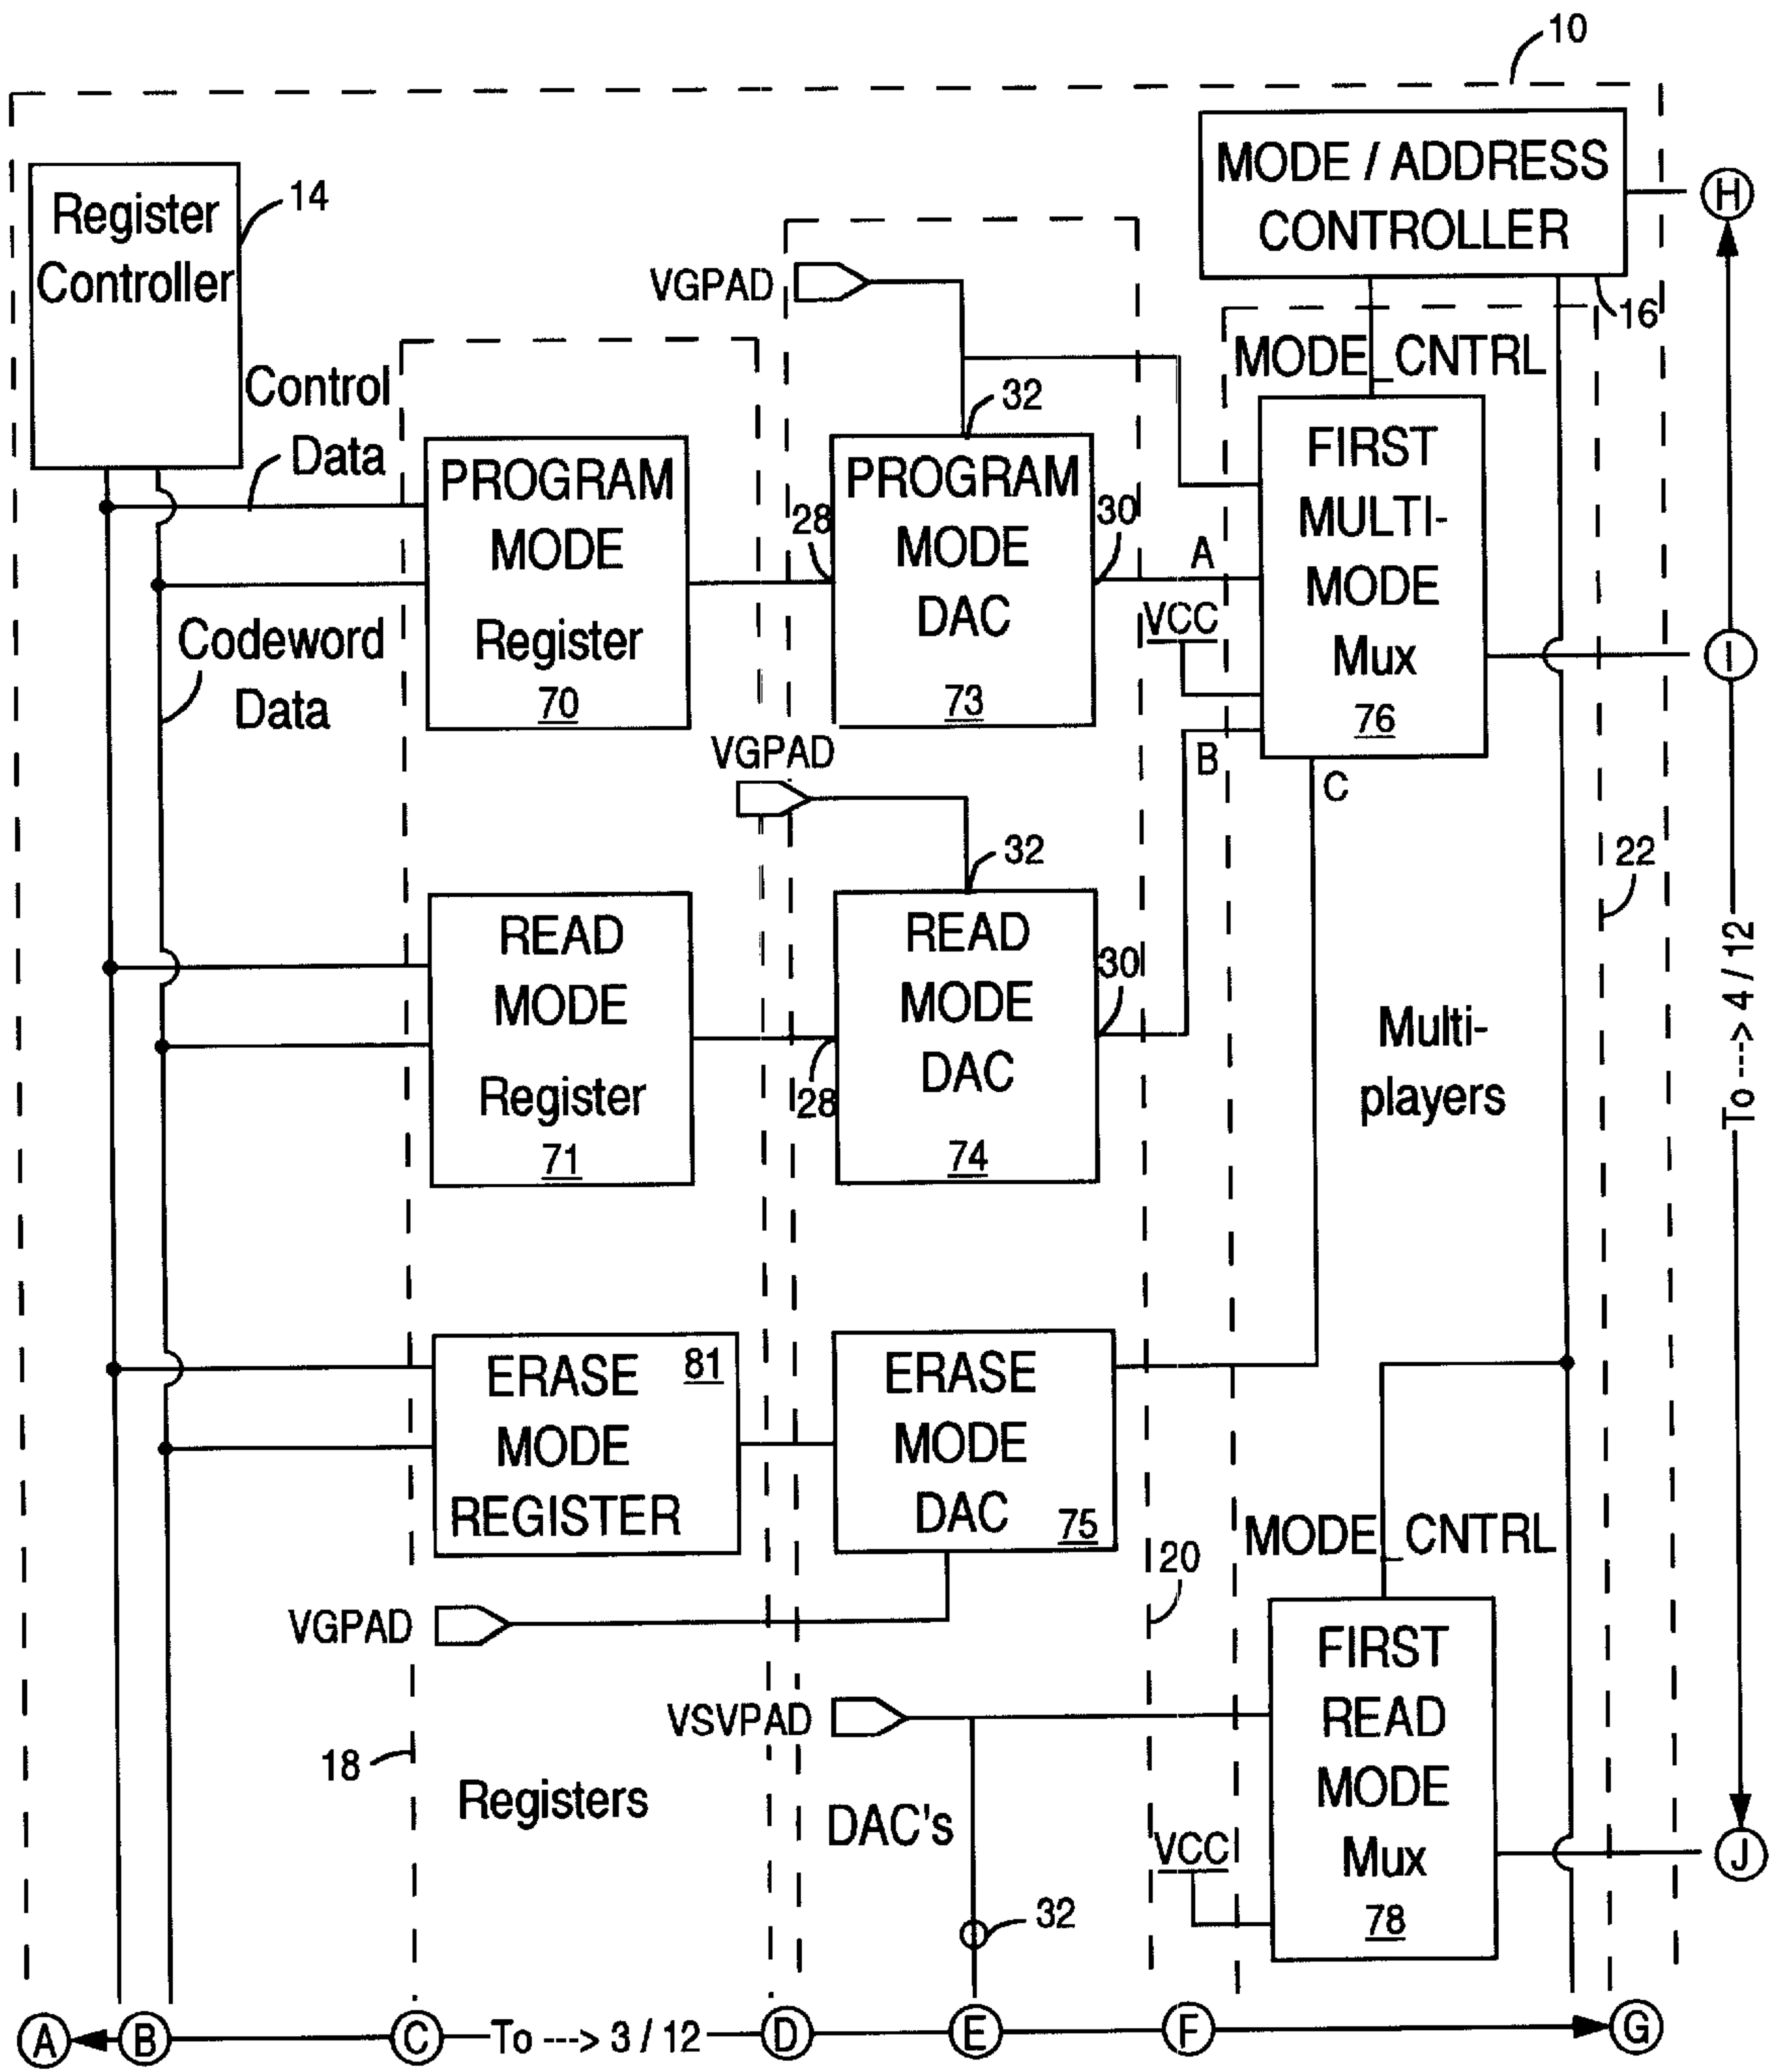 10
MODE / ADDRESS
CONTROLLER
H
16
Register
Controller
14
VGPAD
MODE_CNTRL
Control
Data
32
PROGRAM
MODE
Register
70
28
PROGRAM
MODE
DAC
73
30
A
VCC
B
C
FIRST
MULTI-
MODE
Mux
76
I
Codeword
Data
VGPAD
32
22
READ
MODE
Register
71
28
READ
MODE
DAC
74
30
Multi-
players
To ---> 4 / 12
ERASE
MODE
REGISTER
81
ERASE
MODE
DAC
75
MODE_CNTRL
20
VGPAD
FIRST
READ
MODE
Mux
78
VSVPAD
18
Registers
DAC's
VCC
J
32
A
B
C
To ---> 3 / 12
D
E
F
G